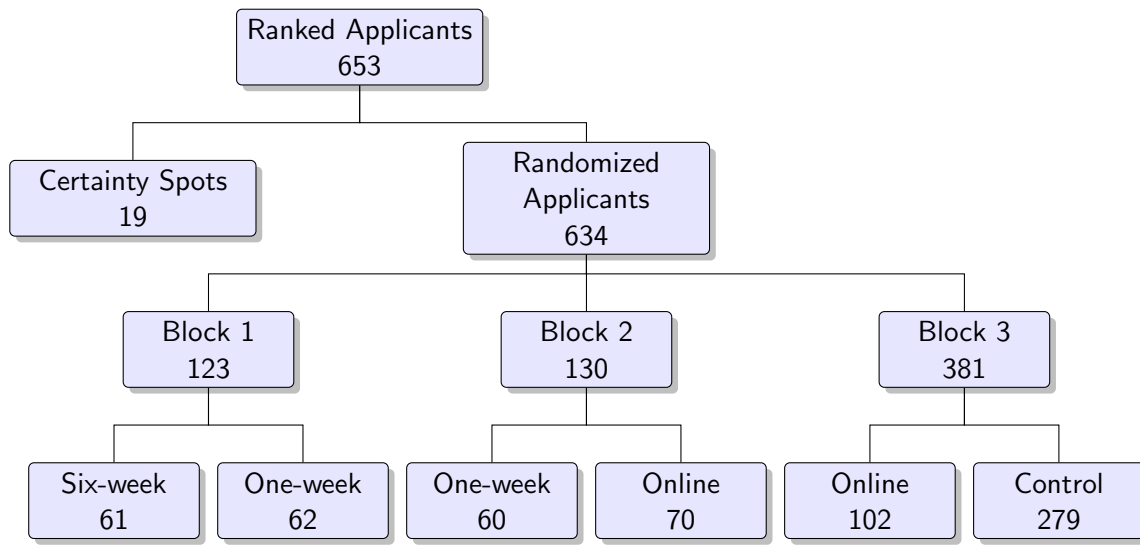 Ranked Applicants
653
Certainty Spots
19
Randomized
Applicants
634
Block 1
123
Block 2
130
Block 3
381
Six-week
61
One-week
62
One-week
60
Online
70
Online
102
Control
279